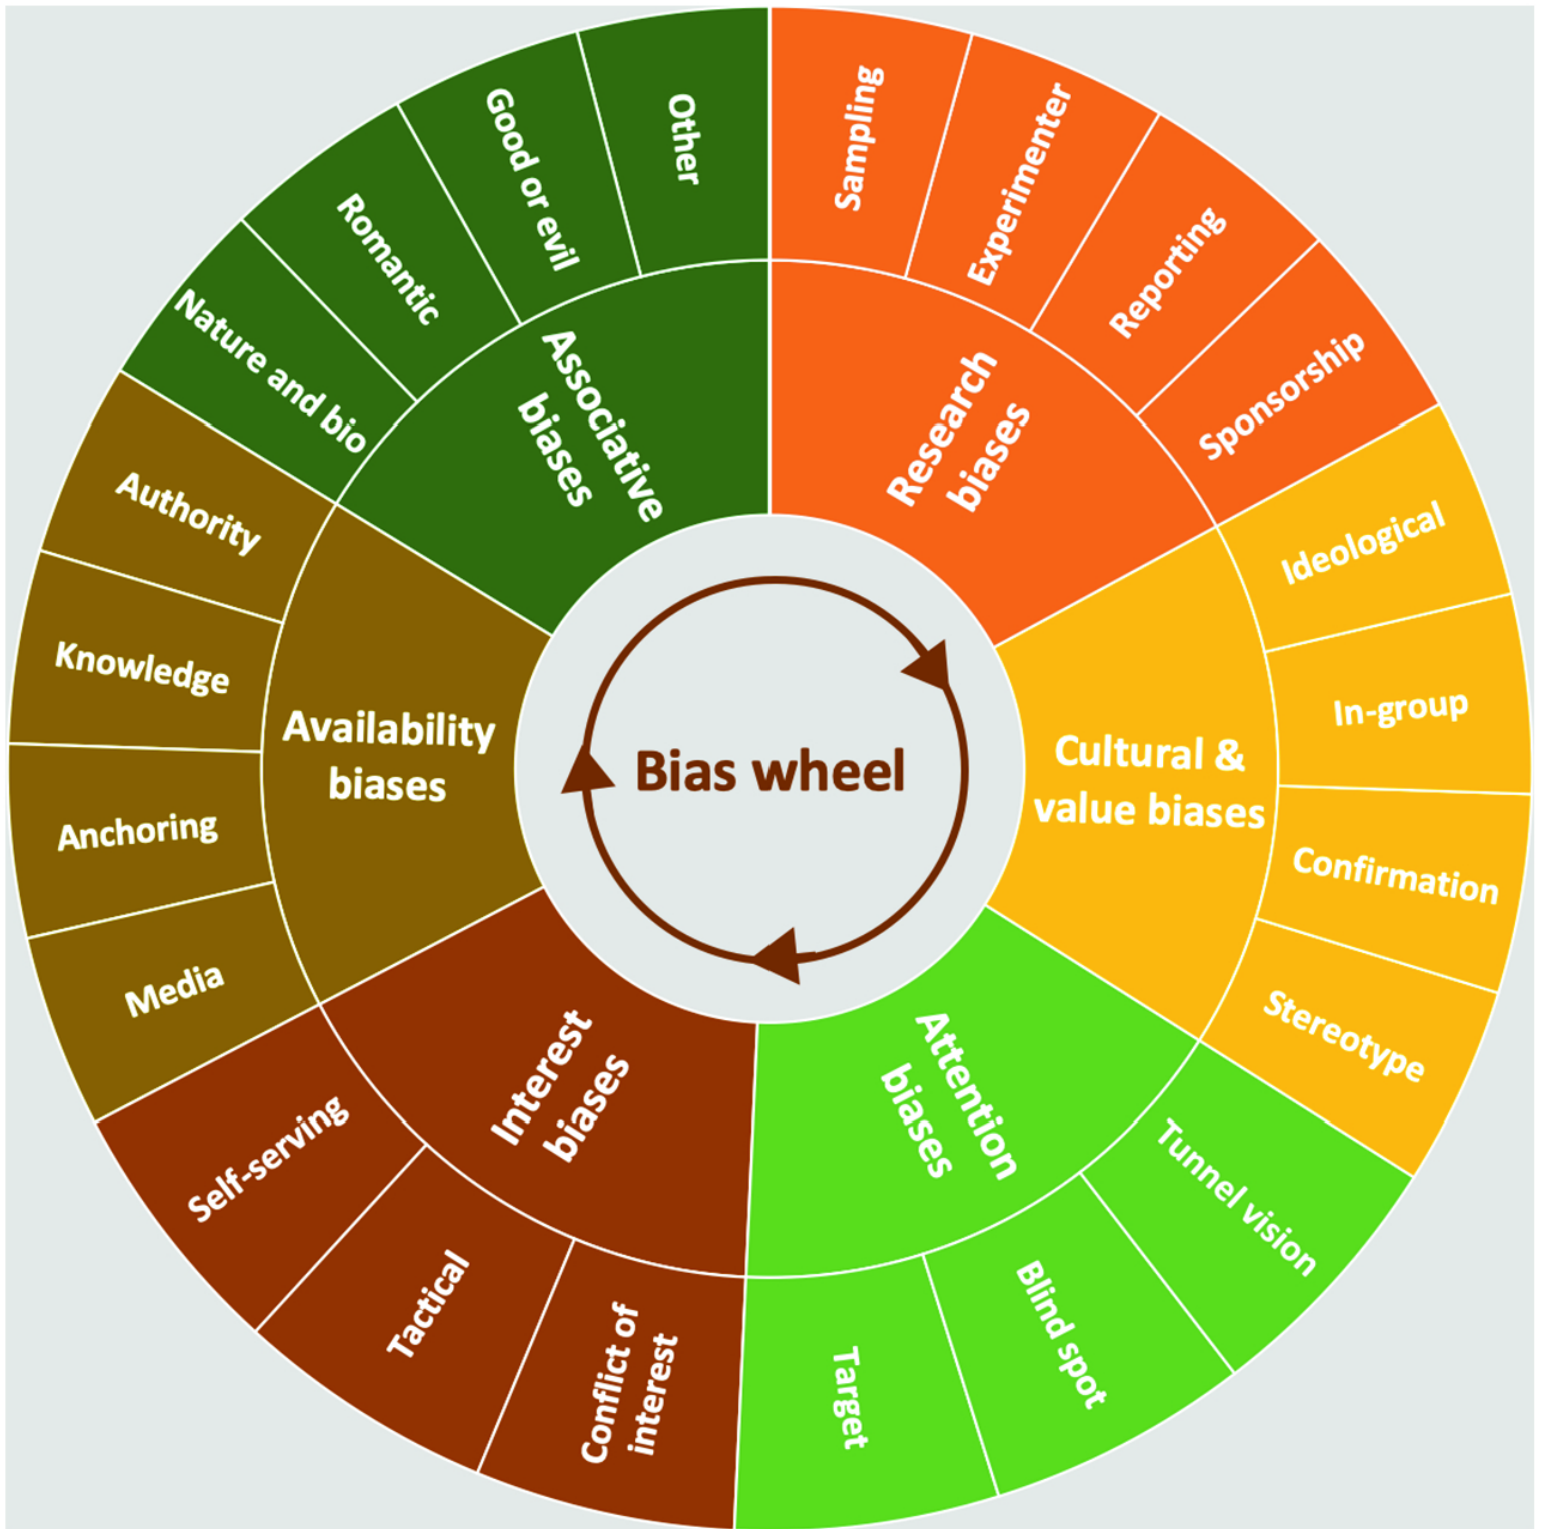 Bias wheel
Research
biases
Sampling
Experimenter
Reporting
Sponsorship
Cultural &
value biases
Ideological
In-group
Confirmation
Stereotype
Attention
biases
Tunnel vision
Blind spot
Target
Interest
biases
Conflict of
interest
Tactical
Self-serving
Availability
biases
Media
Anchoring
Knowledge
Authority
Associative
biases
Nature and bio
Romantic
Good or evil
Other